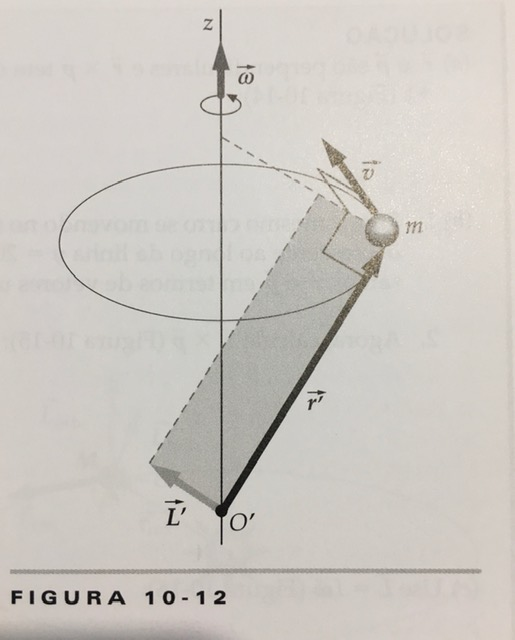 z
ω⃗
v⃗
m
r⃗′
L⃗′
O′
FIGURA 10-12